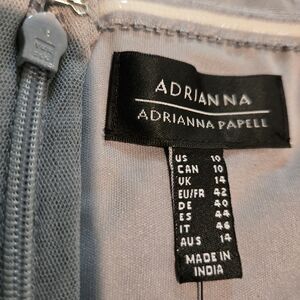 ADRIANNA
ADRIANNA PAPELL
US 10
CAN 10
UK 14
EU/FR 42
DE 40
ES 44
IT 46
AUS 14
MADE IN
INDIA